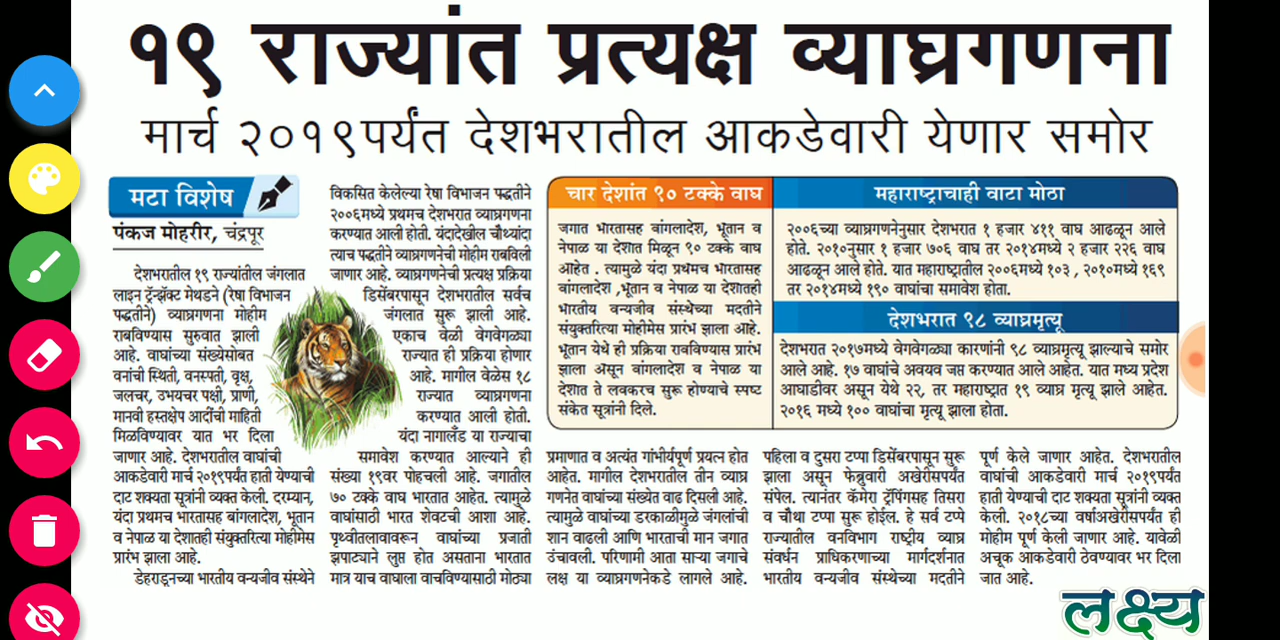 १९ राज्यांत प्रत्यक्ष व्याघ्रगणना
मार्च २०१९पर्यंत देशभरातील आकडेवारी येणार समोर
मटा विशेष
पंकज मोहरीर, चंद्रपूर
देशभरातील १९ राज्यांतील जंगलात
लाइन ट्रॅन्झॅक्ट मेथडने (रेषा विभाजन
पद्धतीने) व्याघ्रगणना मोहीम
राबविण्यास सुरुवात झाली
आहे. वाघांच्या संख्येसोबत
वनांची स्थिती, वनस्पती, वृक्ष,
जलचर, उभयचर पक्षी, प्राणी,
मानवी हस्तक्षेप आदींची माहिती
मिळविण्यावर यात भर दिला
जाणार आहे. देशभरातील वाघांची
आकडेवारी मार्च २०१९पर्यंत हाती येण्याची
दाट शक्यता सूत्रांनी व्यक्त केली. दरम्यान,
यंदा प्रथमच भारतासह बांगलादेश, भूतान
व नेपाळ या देशातही संयुक्तरित्या मोहीमेस
प्रारंभ झाला आहे.
डेहराडूनच्या भारतीय वन्यजीव संस्थेने
विकसित केलेल्या रेषा विभाजन पद्धतीने
२००६मध्ये प्रथमच देशभरात व्याघ्रगणना
करण्यात आली होती. यंदादेखील चौथ्यांदा
त्याच पद्धतीने व्याघ्रगणनेची मोहीम राबविली
जाणार आहे. व्याघ्रगणनेची प्रत्यक्ष प्रक्रिया
डिसेंबरपासून देशभरातील सर्वच
जंगलात सुरू झाली आहे.
एकाच वेळी वेगवेगळ्या
राज्यात ही प्रक्रिया होणार
आहे. मागील वेळेस १८
राज्यात व्याघ्रगणना
करण्यात आली होती.
यंदा नागालँड या राज्याचा
समावेश करण्यात आल्याने ही
संख्या १९वर पोहचली आहे. जगातील
७० टक्के वाघ भारतात आहेत. त्यामुळे
वाघांसाठी भारत शेवटची आशा आहे.
पृथ्वीतलावावरून वाघांच्या प्रजाती
झपाट्याने लुप्त होत असताना भारतात
मात्र याच वाघाला वाचविण्यासाठी मोठ्या
चार देशांत ९० टक्के वाघ
जगात भारतासह बांगलादेश, भूतान व
नेपाळ या देशात मिळून ९० टक्के वाघ
आहेत . त्यामुळे यंदा प्रथमच भारतासह
बांगलादेश ,भूतान व नेपाळ या देशातही
भारतीय वन्यजीव संस्थेच्या मदतीने
संयुक्तरित्या मोहीमेस प्रारंभ झाला आहे.
भूतान येथे ही प्रक्रिया राबविण्यास प्रारंभ
झाला असून बांगलादेश व नेपाळ या
देशात ते लवकरच सुरू होण्याचे स्पष्ट
संकेत सूत्रांनी दिले.
महाराष्ट्राचाही वाटा मोठा
२००६च्या व्याघ्रगणनेनुसार देशभरात १ हजार ४११ वाघ आढळून आले
होते. २०१०नुसार १ हजार ७०६ वाघ तर २०१४मध्ये २ हजार २२६ वाघ
आढळून आले होते. यात महाराष्ट्रातील २००६मध्ये १०३ , २०१०मध्ये १६९
तर २०१४मध्ये १९० वाघांचा समावेश होता.
देशभरात ९८ व्याघ्रमृत्यू
देशभरात २०१७मध्ये वेगवेगळ्या कारणांनी ९८ व्याघ्रमृत्यू झाल्याचे समोर
आले आहे. १७ वाघांचे अवयव जप्त करण्यात आले आहेत. यात मध्य प्रदेश
आघाडीवर असून येथे २२, तर महाराष्ट्रात १९ व्याघ्र मृत्यू झाले आहेत.
२०१६ मध्ये १०० वाघांचा मृत्यू झाला होता.
प्रमाणात व अत्यंत गांभीर्यपूर्ण प्रयत्न होत
आहेत. मागील देशभरातील तीन व्याघ्र
गणनेत वाघांच्या संख्येत वाढ दिसली आहे.
त्यामुळे वाघांच्या डरकाळीमुळे जंगलांची
शान वाढली आणि भारताची मान जगात
उंचावली. परिणामी आता साऱ्या जगाचे
लक्ष या व्याघ्रगणनेकडे लागले आहे.
पहिला व दुसरा टप्पा डिसेंबरपासून सुरू
झाला असून फेब्रुवारी अखेरीसपर्यंत
संपेल. त्यानंतर कॅमेरा ट्रॅपिंगसह तिसरा
व चौथा टप्पा सुरू होईल. हे सर्व टप्पे
राज्यातील वनविभाग राष्ट्रीय व्याघ्र
संवर्धन प्राधिकरणाच्या मार्गदर्शनात
भारतीय वन्यजीव संस्थेच्या मदतीने
पूर्ण केले जाणार आहेत. देशभरातील
वाघांची आकडेवारी मार्च २०१९पर्यंत
हाती येण्याची दाट शक्यता सूत्रांनी व्यक्त
केली. २०१८च्या वर्षाअखेरीसपर्यंत ही
मोहीम पूर्ण केली जाणार आहे. यावेळी
अचूक आकडेवारी ठेवण्यावर भर दिला
जात आहे.
लक्ष्य